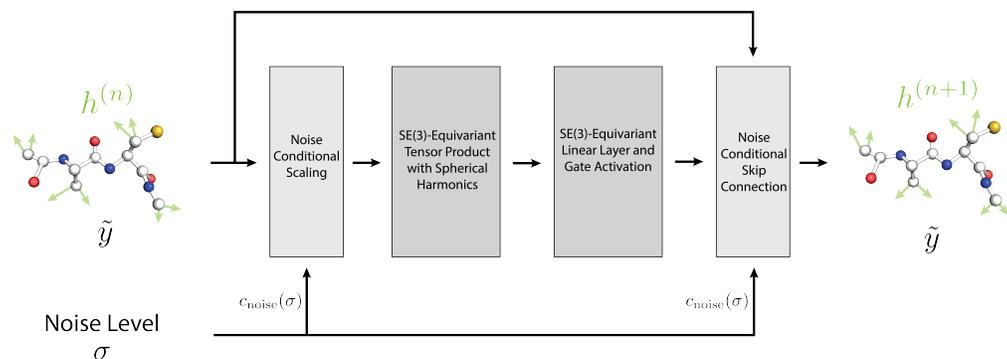 h^(n)
ỹ
Noise
Conditional
Scaling
SE(3)-Equivariant
Tensor Product
with Spherical
Harmonics
SE(3)-Equivariant
Linear Layer and
Gate Activation
Noise
Conditional
Skip
Connection
h^(n+1)
ỹ
c_noise(σ)
c_noise(σ)
Noise Level
σ